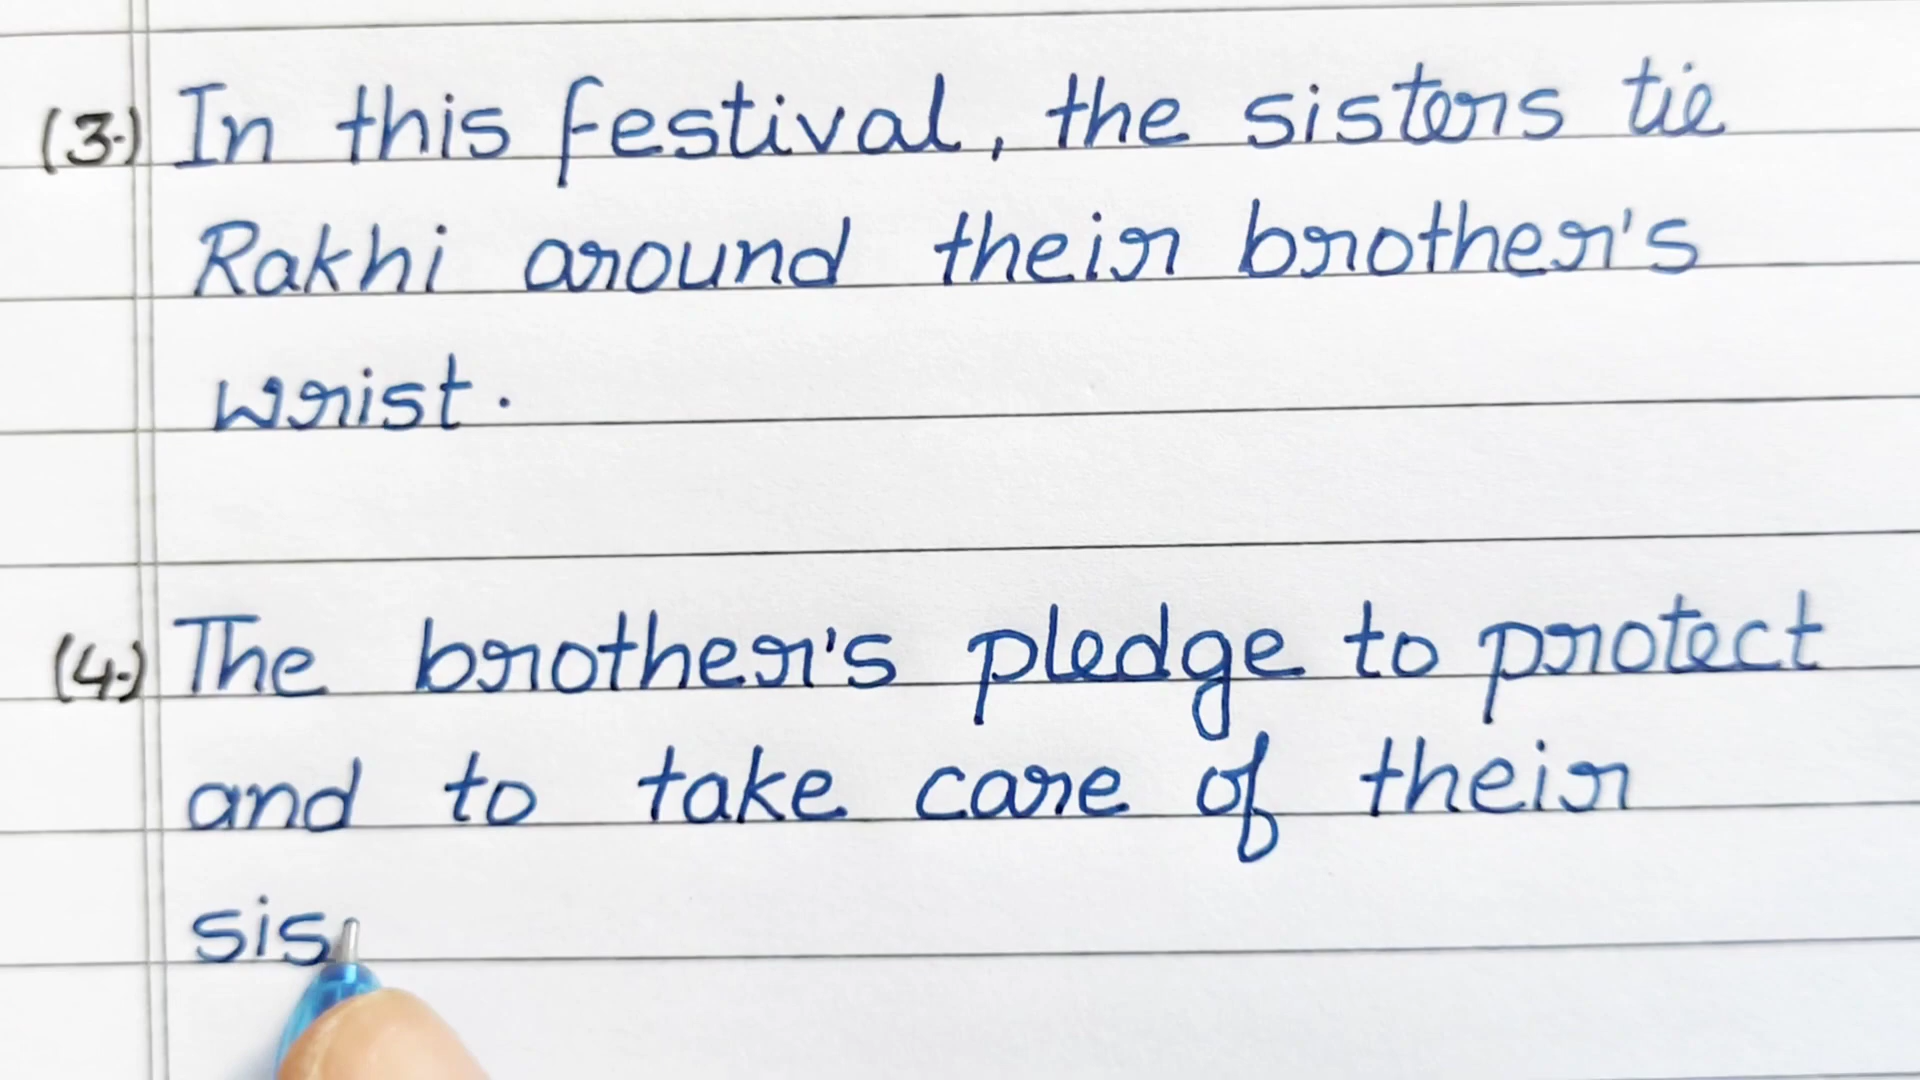 (3.) In this festival, the sisters tie
Rakhi around their brother's
wrist.
(4.) The brother's pledge to protect
and to take care of their
sis